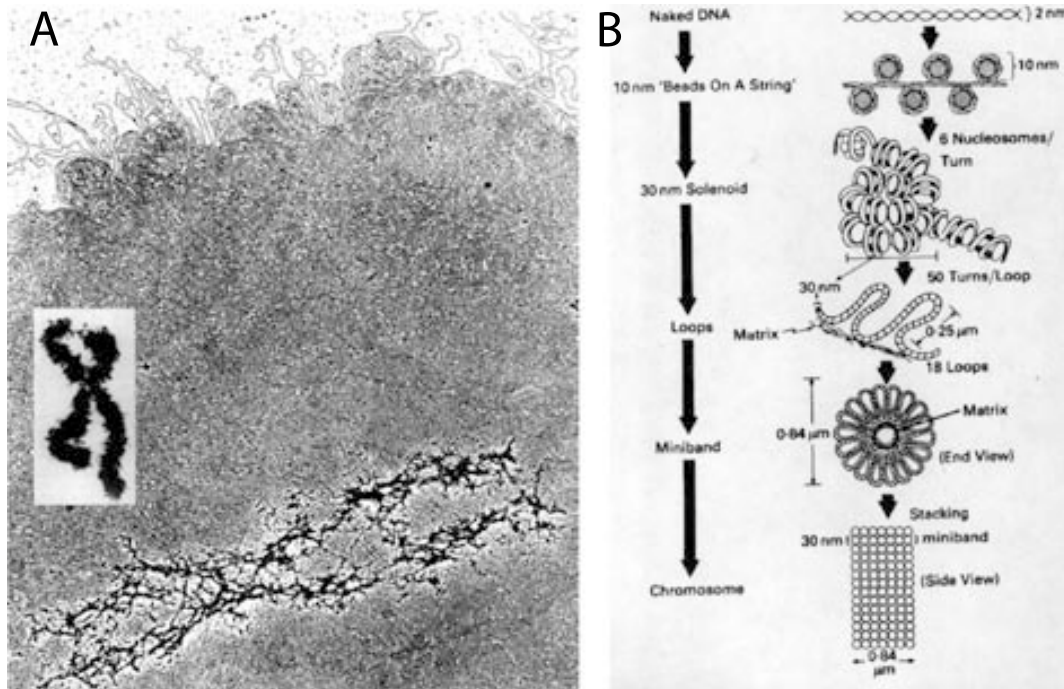 A
B
Naked DNA
2 nm
10 nm 'Beads On A String'
10 nm
6 Nucleosomes/
Turn
30 nm Solenoid
50 Turns/Loop
30 nm
Loops
Matrix
0·25 µm
18 Loops
0·84 µm
Matrix
Miniband
(End View)
Stacking
30 nm
miniband
(Side View)
Chromosome
0·84
µm